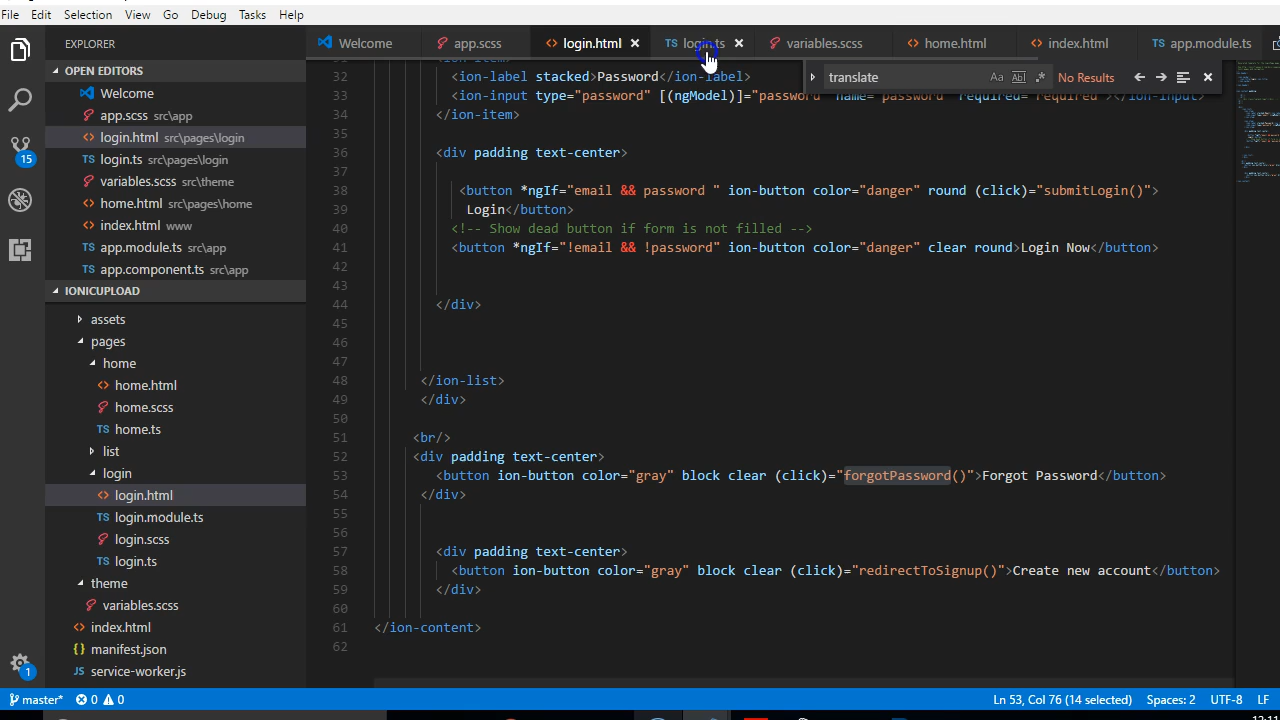 File Edit Selection View Go Debug Tasks Help
EXPLORER
OPEN EDITORS
Welcome
app.scss src\app
login.html src\pages\login
login.ts src\pages\login
variables.scss src\theme
home.html src\pages\home
index.html www
app.module.ts src\app
app.component.ts src\app
IONICUPLOAD
assets
pages
home
home.html
home.scss
home.ts
list
login
login.html
login.module.ts
login.scss
login.ts
theme
variables.scss
index.html
manifest.json
service-worker.js
15
1
Welcome app.scss login.html login.ts variables.scss home.html index.html app.module.ts
translate Aa Abl .* No Results
32 <ion-label stacked>Password</ion-label>
33 <ion-input type="password" [(ngModel)]="password" name="password" required="required"></ion-input>
34 </ion-item>
35
36 <div padding text-center>
37
38 <button *ngIf="email && password " ion-button color="danger" round (click)="submitLogin()">
39 Login</button>
40 <!-- Show dead button if form is not filled -->
41 <button *ngIf="!email && !password" ion-button color="danger" clear round>Login Now</button>
42
43
44 </div>
45
46
47
48 </ion-list>
49 </div>
50
51 <br/>
52 <div padding text-center>
53 <button ion-button color="gray" block clear (click)="forgotPassword()">Forgot Password</button>
54 </div>
55
56
57 <div padding text-center>
58 <button ion-button color="gray" block clear (click)="redirectToSignup()">Create new account</button>
59 </div>
60
61 </ion-content>
62
master* 0 0 Ln 53, Col 76 (14 selected) Spaces: 2 UTF-8 LF